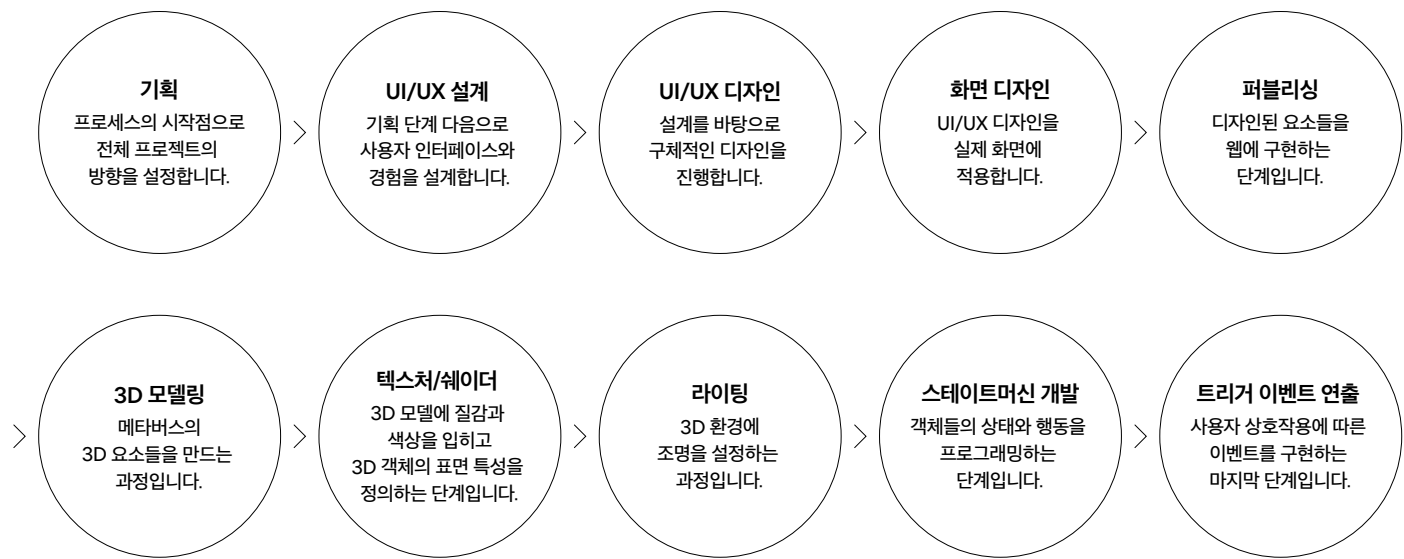 기획
프로세스의 시작점으로
전체 프로젝트의
방향을 설정합니다.
UI/UX 설계
기획 단계 다음으로
사용자 인터페이스와
경험을 설계합니다.
UI/UX 디자인
설계를 바탕으로
구체적인 디자인을
진행합니다.
화면 디자인
UI/UX 디자인을
실제 화면에
적용합니다.
퍼블리싱
디자인된 요소들을
웹에 구현하는
단계입니다.
3D 모델링
메타버스의
3D 요소들을 만드는
과정입니다.
텍스처/쉐이더
3D 모델에 질감과
색상을 입히고
3D 객체의 표면 특성을
정의하는 단계입니다.
라이팅
3D 환경에
조명을 설정하는
과정입니다.
스테이트머신 개발
객체들의 상태와 행동을
프로그래밍하는
단계입니다.
트리거 이벤트 연출
사용자 상호작용에 따른
이벤트를 구현하는
마지막 단계입니다.